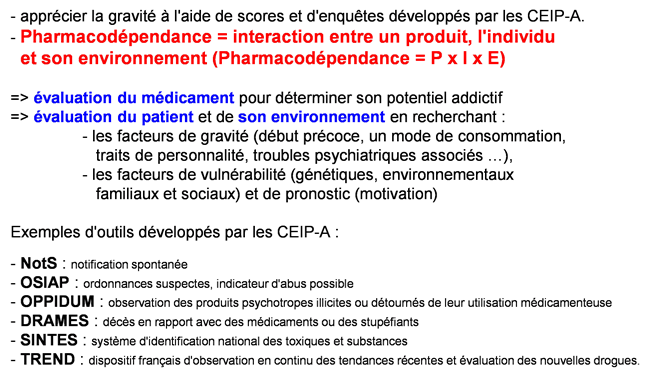 - apprécier la gravité à l'aide de scores et d'enquêtes développés par les CEIP-A.
- Pharmacodépendance = interaction entre un produit, l'individu
et son environnement (Pharmacodépendance = P x I x E)
=> évaluation du médicament pour déterminer son potentiel addictif
=> évaluation du patient et de son environnement en recherchant :
- les facteurs de gravité (début précoce, un mode de consommation,
traits de personnalité, troubles psychiatriques associés ...),
- les facteurs de vulnérabilité (génétiques, environnementaux
familiaux et sociaux) et de pronostic (motivation)
Exemples d'outils développés par les CEIP-A :
- NotS : notification spontanée
- OSIAP : ordonnances suspectes, indicateur d'abus possible
- OPPIDUM : observation des produits psychotropes illicites ou détournés de leur utilisation médicamenteuse
- DRAMES : décès en rapport avec des médicaments ou des stupéfiants
- SINTES : système d'identification national des toxiques et substances
- TREND : dispositif français d'observation en continu des tendances récentes et évaluation des nouvelles drogues.